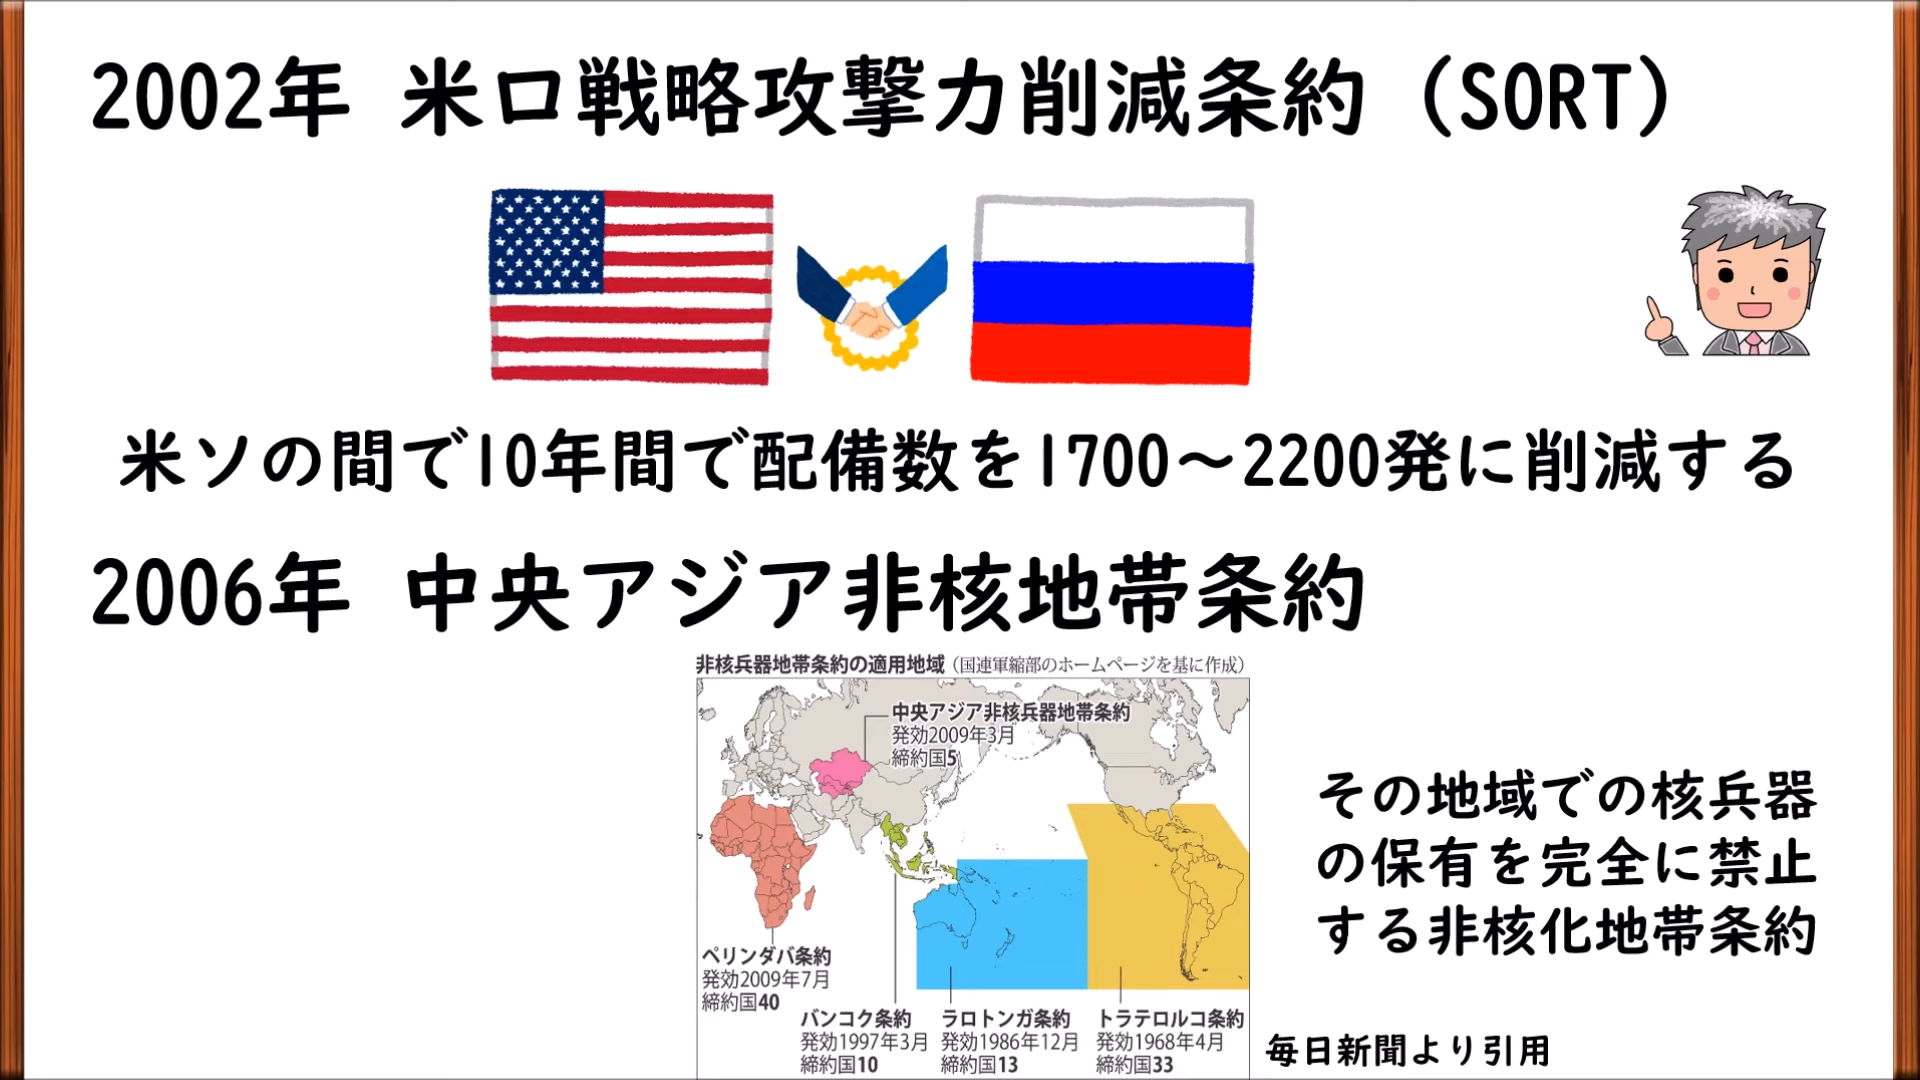 2002年 米ロ戦略攻撃力削減条約（SORT）
米ソの間で10年間で配備数を1700～2200発に削減する
2006年 中央アジア非核地帯条約
非核兵器地帯条約の適用地域（国連軍縮部のホームページを基に作成）
中央アジア非核兵器地帯条約
発効2009年3月
締約国5
その地域での核兵器
の保有を完全に禁止
する非核化地帯条約
ペリンダバ条約
発効2009年7月
締約国40
バンコク条約
発効1997年3月
締約国10
ラロトンガ条約
発効1986年12月
締約国13
トラテロルコ条約
発効1968年4月
締約国33
毎日新聞より引用